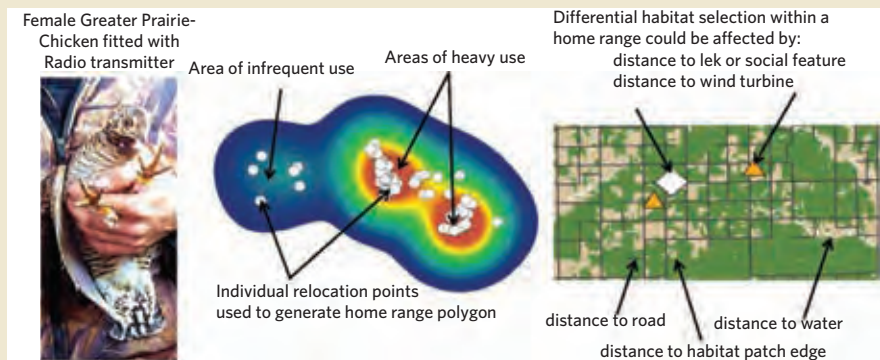 Female Greater Prairie-
Chicken fitted with
Radio transmitter
Area of infrequent use
Areas of heavy use
Individual relocation points
used to generate home range polygon
Differential habitat selection within a
home range could be affected by:
distance to lek or social feature
distance to wind turbine
distance to road
distance to water
distance to habitat patch edge